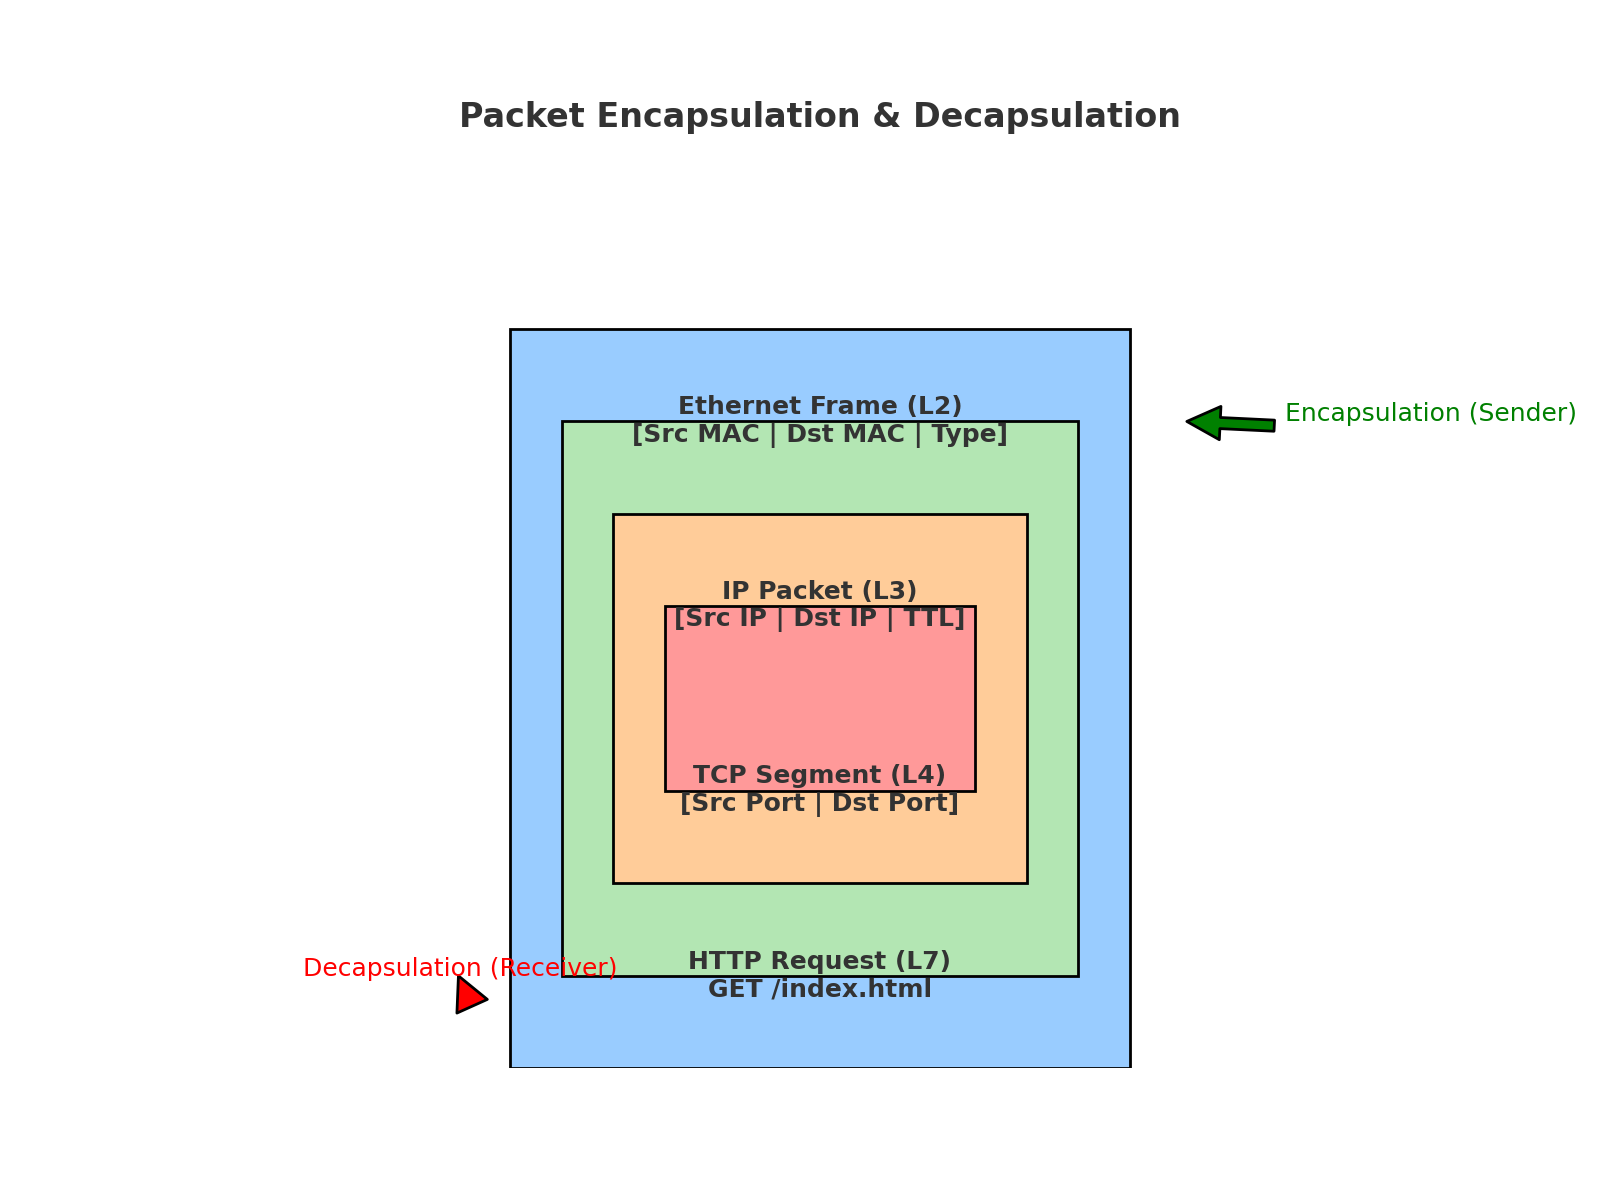 Packet Encapsulation & Decapsulation
Ethernet Frame (L2)
[Src MAC | Dst MAC | Type]
Encapsulation (Sender)
IP Packet (L3)
[Src IP | Dst IP | TTL]
TCP Segment (L4)
[Src Port | Dst Port]
Decapsulation (Receiver)
HTTP Request (L7)
GET /index.html